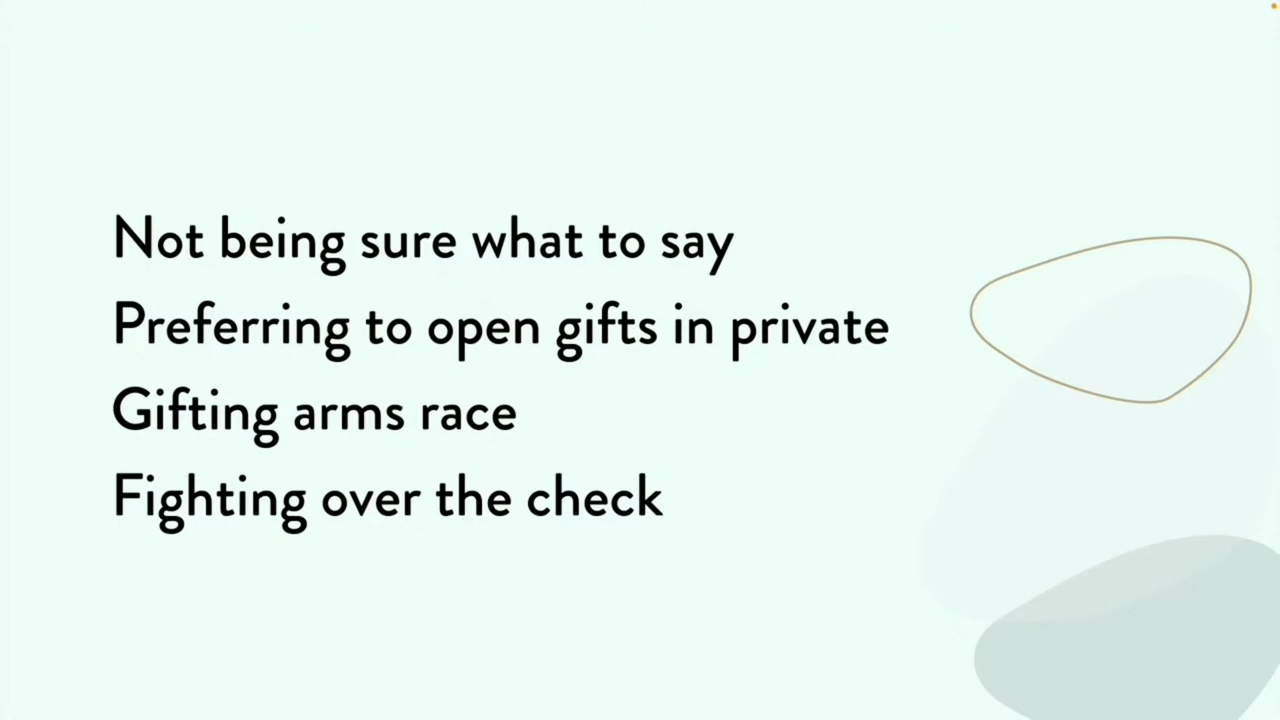 Not being sure what to say
Preferring to open gifts in private
Gifting arms race
Fighting over the check